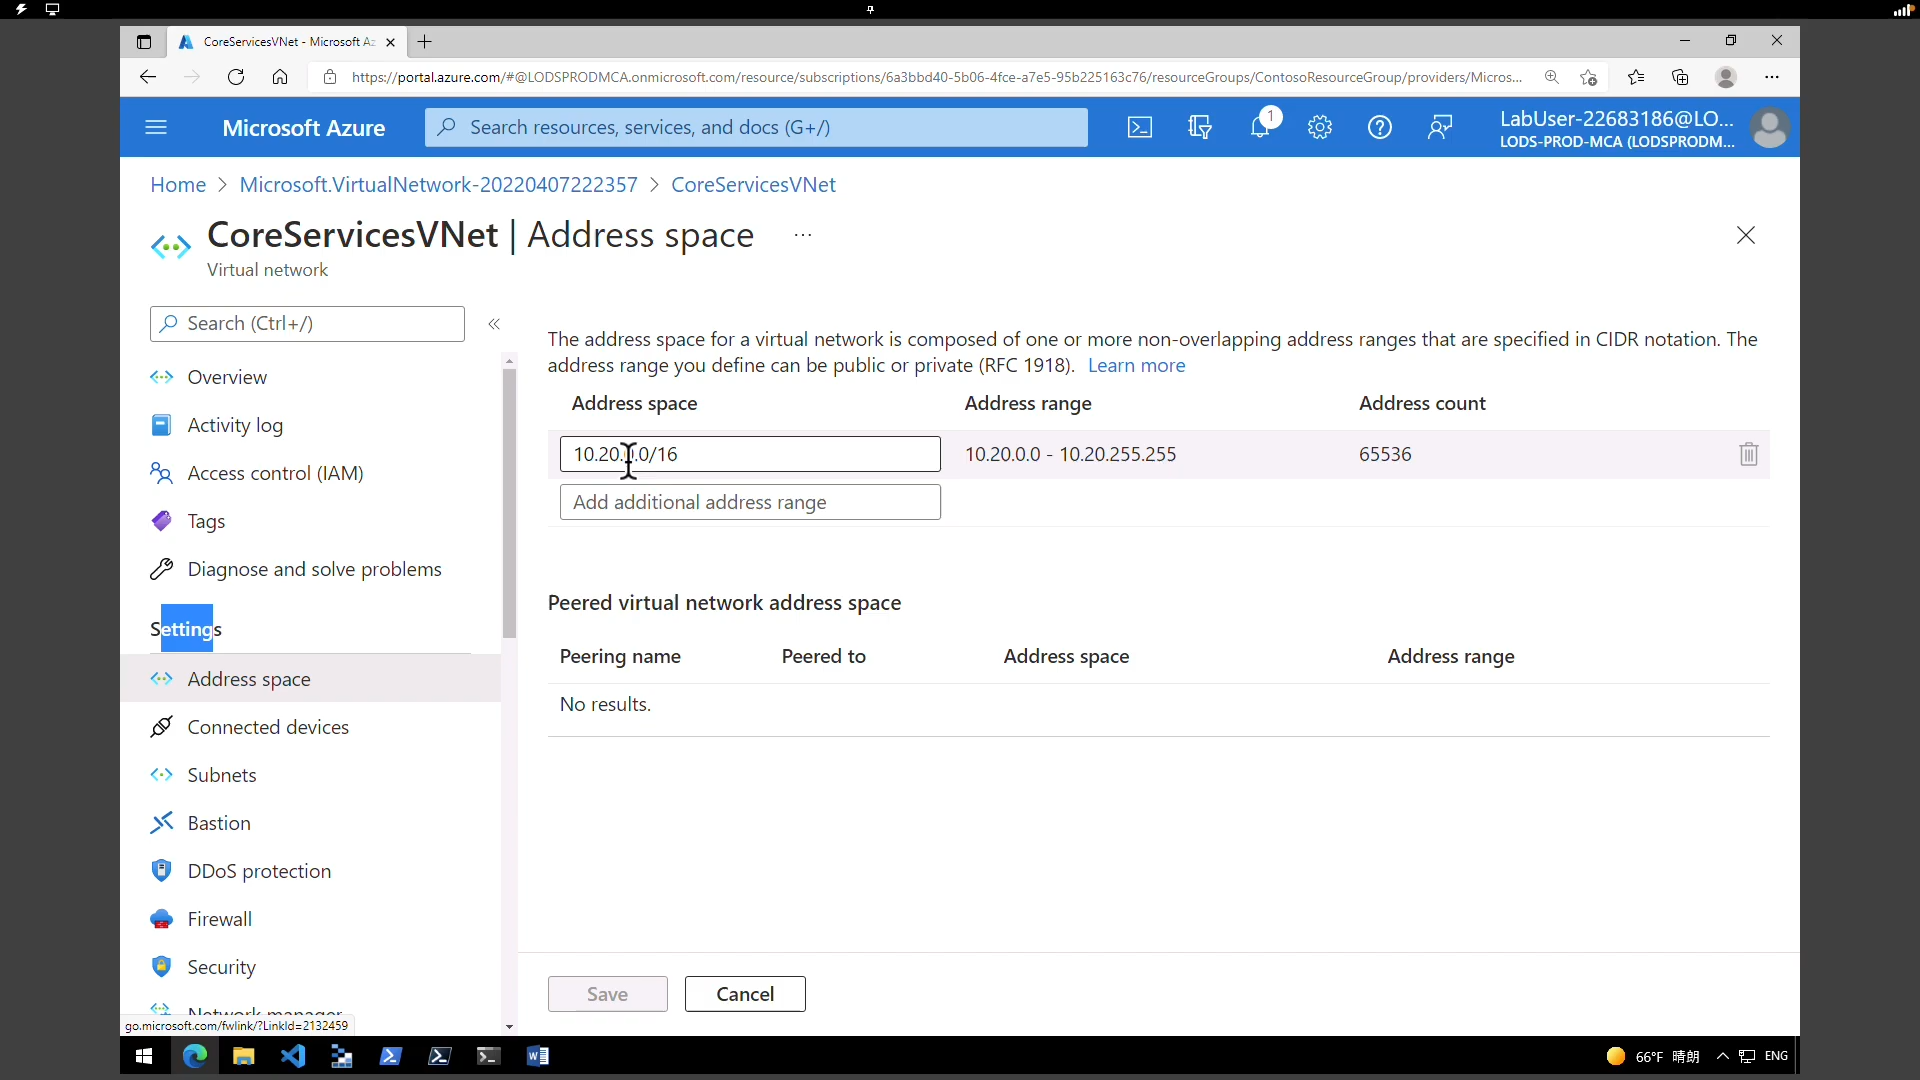 CoreServicesVNet - Microsoft Az
https://portal.azure.com/#@LODSPRODMCA.onmicrosoft.com/resource/subscriptions/6a3bbd40-5b06-4fce-a7e5-95b225163c76/resourceGroups/ContosoResourceGroup/providers/Micros...
Microsoft Azure
Search resources, services, and docs (G+/)
1
LabUser-22683186@LO...
LODS-PROD-MCA (LODSPRODM...
Home > Microsoft.VirtualNetwork-20220407222357 > CoreServicesVNet
CoreServicesVNet | Address space ...
Virtual network
Search (Ctrl+/)
Overview
Activity log
Access control (IAM)
Tags
Diagnose and solve problems
Settings
Address space
Connected devices
Subnets
Bastion
DDoS protection
Firewall
Security
Network manager
go.microsoft.com/fwlink/?LinkId=2132459
The address space for a virtual network is composed of one or more non-overlapping address ranges that are specified in CIDR notation. The
address range you define can be public or private (RFC 1918). Learn more
Address space Address range Address count
10.20.0.0/16 10.20.0.0 - 10.20.255.255 65536
Add additional address range
Peered virtual network address space
Peering name Peered to Address space Address range
No results.
Save Cancel
66°F 晴朗 ENG